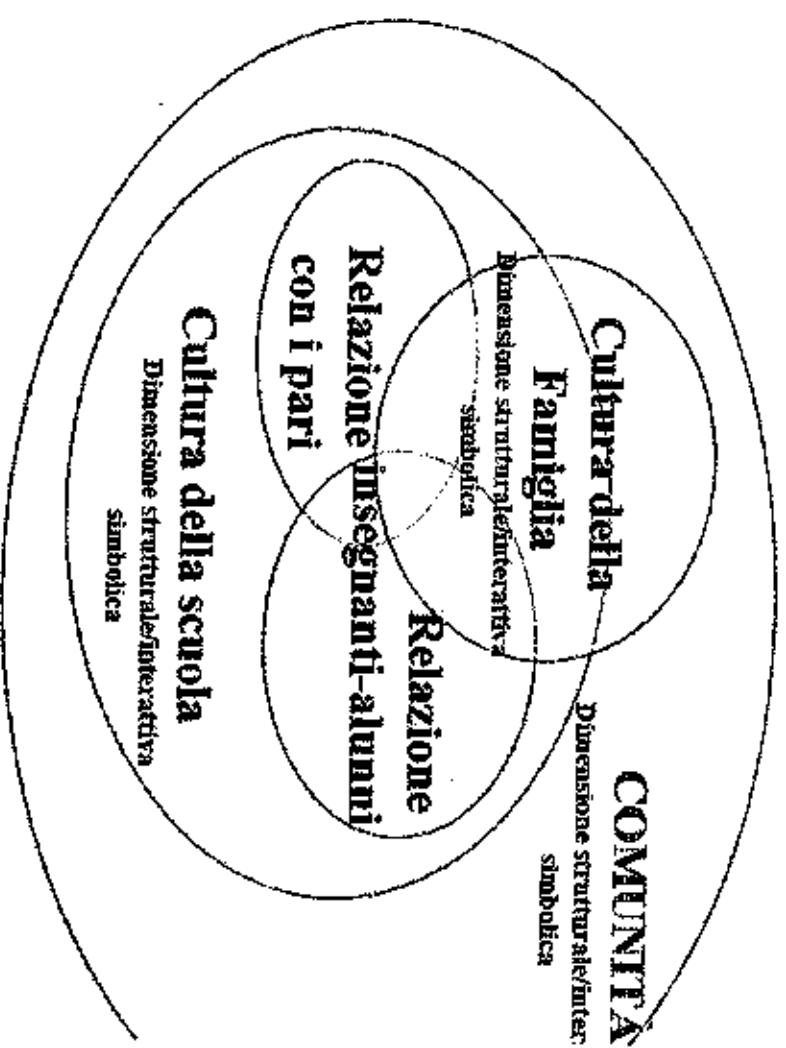 Cultura della
Famiglia
Dimensione strutturale/interattiva
simbolica
COMUNITÁ
Dimensione strutturale/inter
simbolica
Relazione
con i pari
Relazione
insegnanti-alunni
Cultura della scuola
Dimensione strutturale/interattiva
simbolica